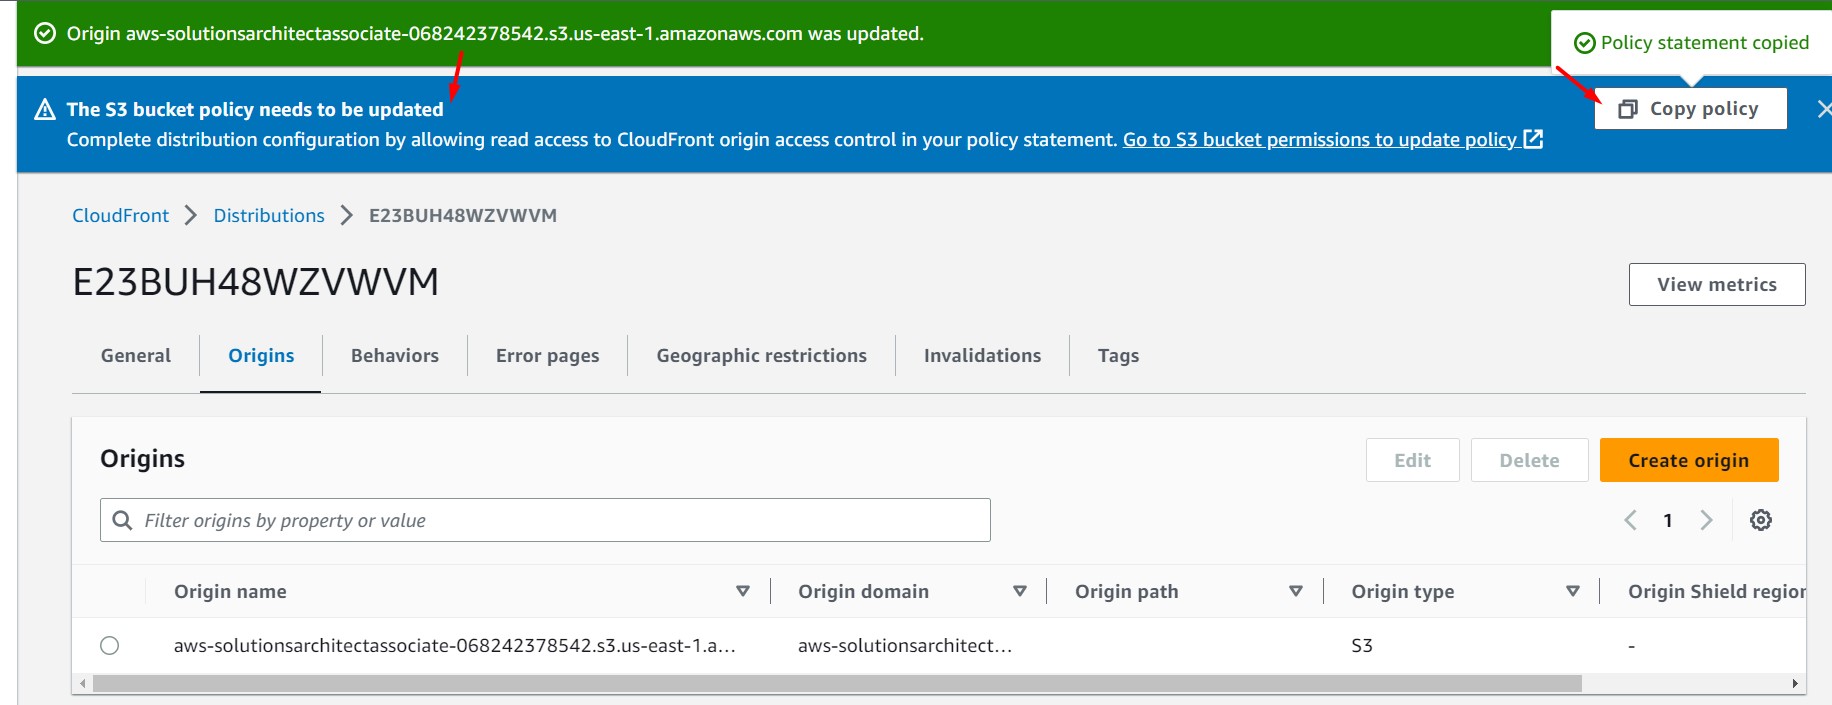 Origin aws-solutionsarchitectassociate-068242378542.s3.us-east-1.amazonaws.com was updated.
Policy statement copied
The S3 bucket policy needs to be updated
Copy policy
Complete distribution configuration by allowing read access to CloudFront origin access control in your policy statement. Go to S3 bucket permissions to update policy
CloudFront > Distributions > E23BUH48WZVWVM
E23BUH48WZVWVM
View metrics
General Origins Behaviors Error pages Geographic restrictions Invalidations Tags
Origins
Edit Delete Create origin
Filter origins by property or value
1
Origin name Origin domain Origin path Origin type Origin Shield region
aws-solutionsarchitectassociate-068242378542.s3.us-east-1.a... aws-solutionsarchitect... S3 -